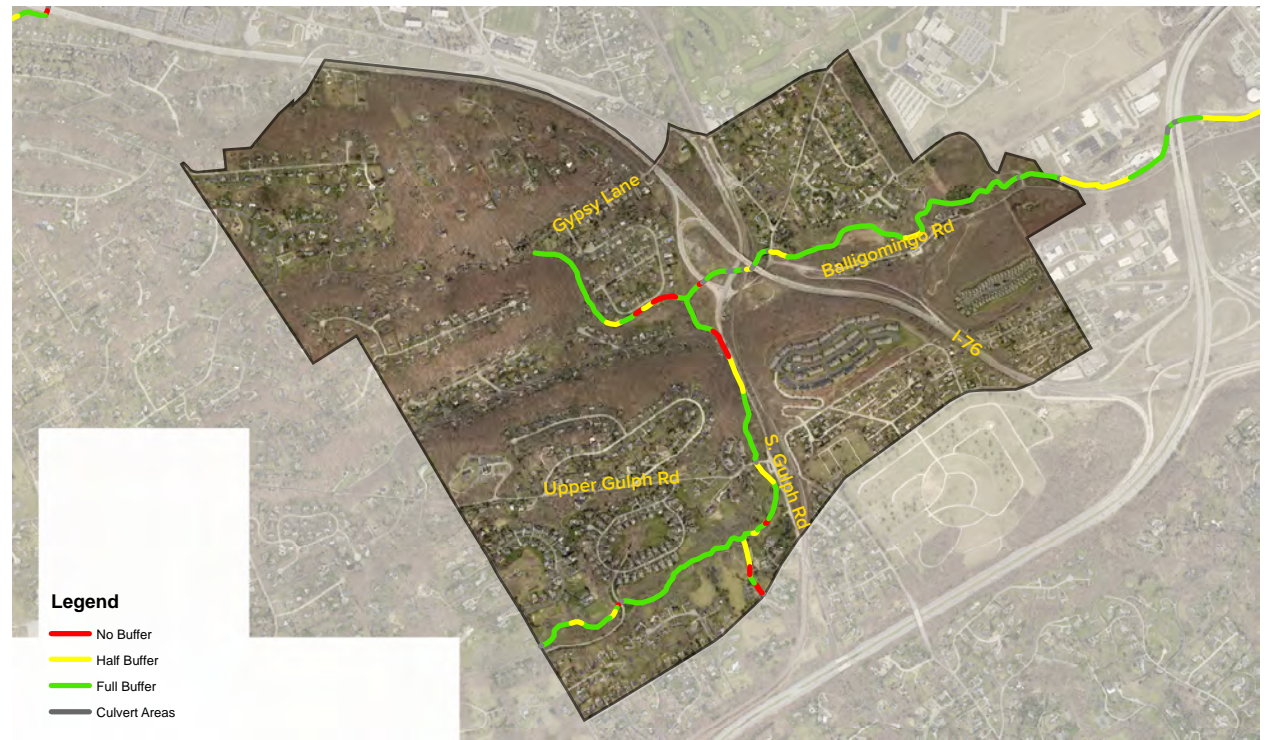 Gypsy Lane
Balligomingo Rd
I-76
S. Gulph Rd
Upper Gulph Rd
Legend
No Buffer
Half Buffer
Full Buffer
Culvert Areas